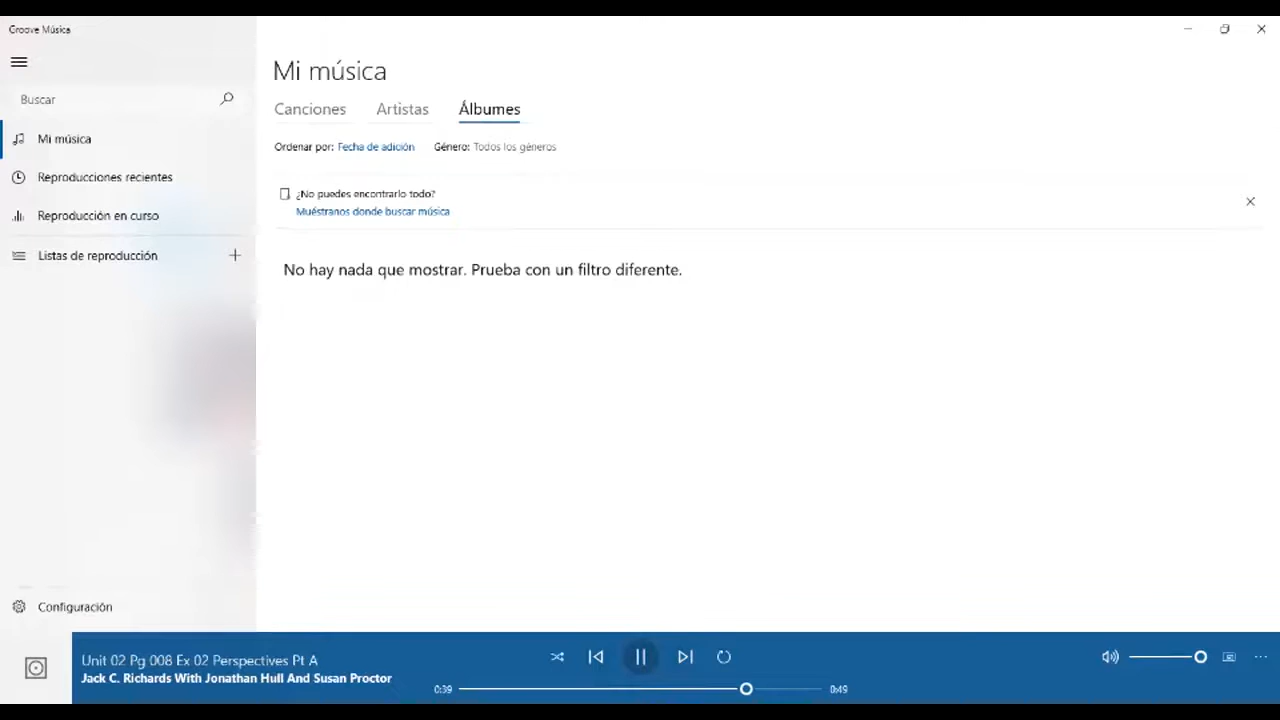 Groove Música
Buscar
Mi música
Reproducciones recientes
Reproducción en curso
Listas de reproducción
Configuración
Mi música
Canciones Artistas Álbumes
Ordenar por: Fecha de adición Género: Todos los géneros
¿No puedes encontrarlo todo?
Muéstranos donde buscar música
No hay nada que mostrar. Prueba con un filtro diferente.
Unit 02 Pg 008 Ex 02 Perspectives Pt A
Jack C. Richards With Jonathan Hull And Susan Proctor
0:39 0:49